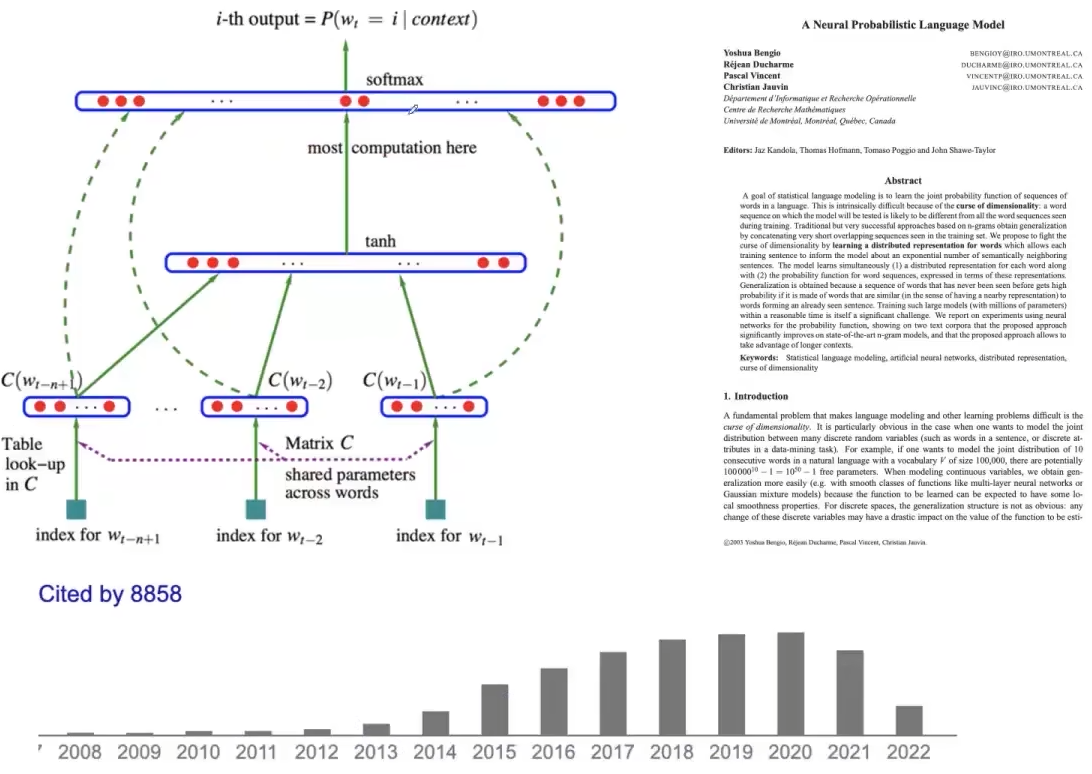 i-th output = P(w_t = i | context)
softmax
...
...
most computation here
tanh
...
...
C(w_{t−n+1})
C(w_{t−2})
C(w_{t−1})
...
...
...
...
Table
look−up
in C
Matrix C
shared parameters
across words
index for w_{t−n+1}
index for w_{t−2}
index for w_{t−1}
A Neural Probabilistic Language Model
Yoshua Bengio BENGIOY@IRO.UMONTREAL.CA
Réjean Ducharme DUCHARME@IRO.UMONTREAL.CA
Pascal Vincent VINCENTP@IRO.UMONTREAL.CA
Christian Jauvin JAUVINC@IRO.UMONTREAL.CA
Département d'Informatique et Recherche Opérationnelle
Centre de Recherche Mathématiques
Université de Montréal, Montréal, Québec, Canada
Editors: Jaz Kandola, Thomas Hofmann, Tomaso Poggio and John Shawe-Taylor
Abstract
A goal of statistical language modeling is to learn the joint probability function of sequences of
words in a language. This is intrinsically difficult because of the curse of dimensionality: a word
sequence on which the model will be tested is likely to be different from all the word sequences seen
during training. Traditional but very successful approaches based on n-grams obtain generalization
by concatenating very short overlapping sequences seen in the training set. We propose to fight the
curse of dimensionality by learning a distributed representation for words which allows each
training sentence to inform the model about an exponential number of semantically neighboring
sentences. The model learns simultaneously (1) a distributed representation for each word along
with (2) the probability function for word sequences, expressed in terms of these representations.
Generalization is obtained because a sequence of words that has never been seen before gets high
probability if it is made of words that are similar (in the sense of having a nearby representation) to
words forming an already seen sentence. Training such large models (with millions of parameters)
within a reasonable time is itself a significant challenge. We report on experiments using neural
networks for the probability function, showing on two text corpora that the proposed approach
significantly improves on state-of-the-art n-gram models, and that the proposed approach allows to
take advantage of longer contexts.
Keywords: Statistical language modeling, artificial neural networks, distributed representation,
curse of dimensionality
1. Introduction
A fundamental problem that makes language modeling and other learning problems difficult is the
curse of dimensionality. It is particularly obvious in the case when one wants to model the joint
distribution between many discrete random variables (such as words in a sentence, or discrete at-
tributes in a data-mining task). For example, if one wants to model the joint distribution of 10
consecutive words in a natural language with a vocabulary V of size 100,000, there are potentially
100000^10 − 1 = 10^50 − 1 free parameters. When modeling continuous variables, we obtain gen-
eralization more easily (e.g. with smooth classes of functions like multi-layer neural networks or
Gaussian mixture models) because the function to be learned can be expected to have some lo-
cal smoothness properties. For discrete spaces, the generalization structure is not as obvious: any
change of these discrete variables may have a drastic impact on the value of the function to be esti-
©2003 Yoshua Bengio, Réjean Ducharme, Pascal Vincent, Christian Jauvin.
Cited by 8858
2008 2009 2010 2011 2012 2013 2014 2015 2016 2017 2018 2019 2020 2021 2022